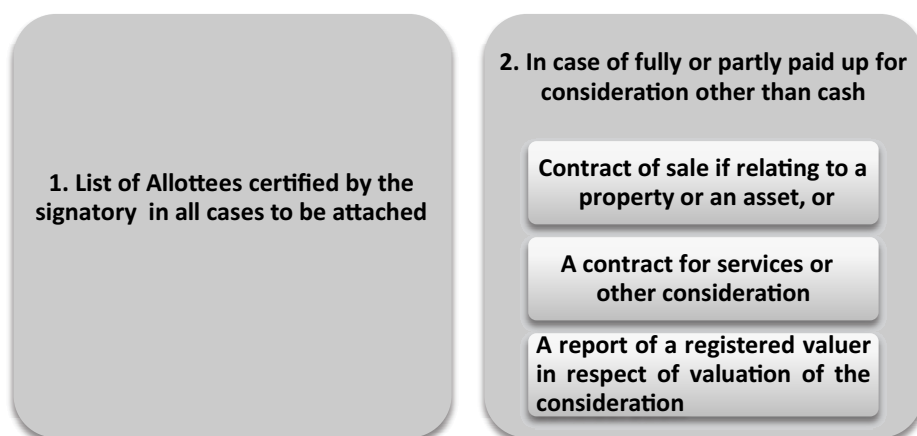 1. List of Allottees certified by the
signatory in all cases to be attached
2. In case of fully or partly paid up for
consideration other than cash
Contract of sale if relating to a
property or an asset, or
A contract for services or
other consideration
A report of a registered valuer
in respect of valuation of the
consideration